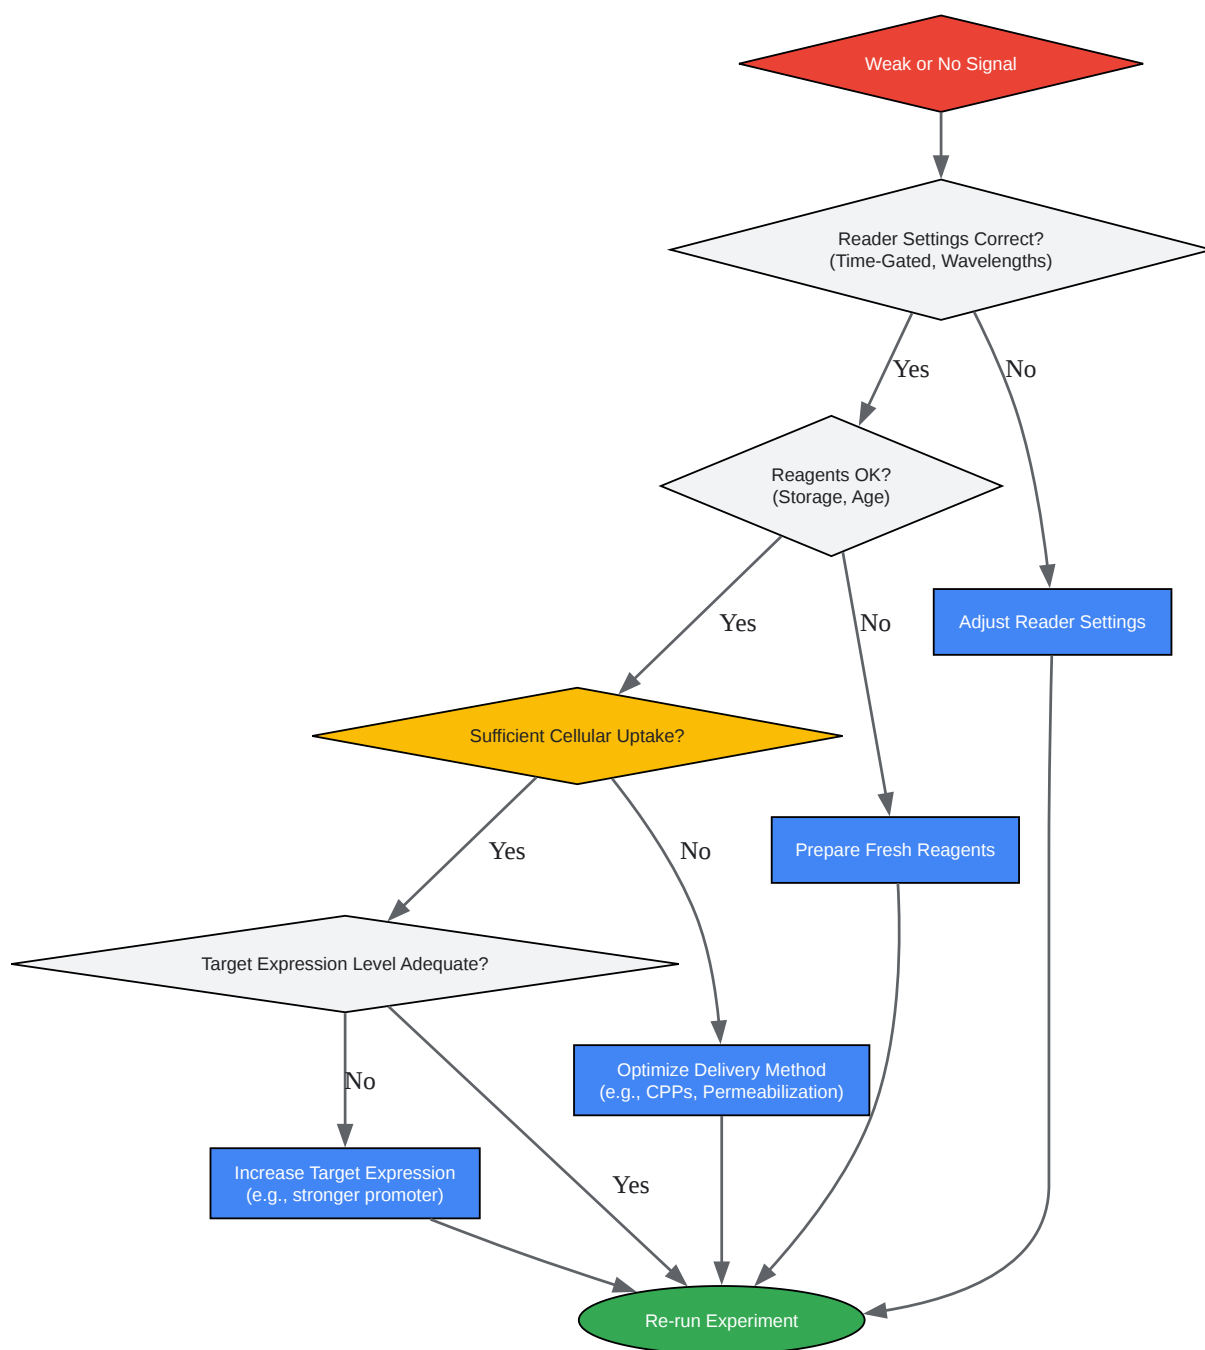 Weak or No Signal
Reader Settings Correct?
(Time-Gated, Wavelengths)
Yes
No
Reagents OK?
(Storage, Age)
Yes
No
Adjust Reader Settings
Sufficient Cellular Uptake?
Yes
No
Prepare Fresh Reagents
Target Expression Level Adequate?
No
Optimize Delivery Method
(e.g., CPPs, Permeabilization)
Increase Target Expression
(e.g., stronger promoter)
Yes
Re-run Experiment